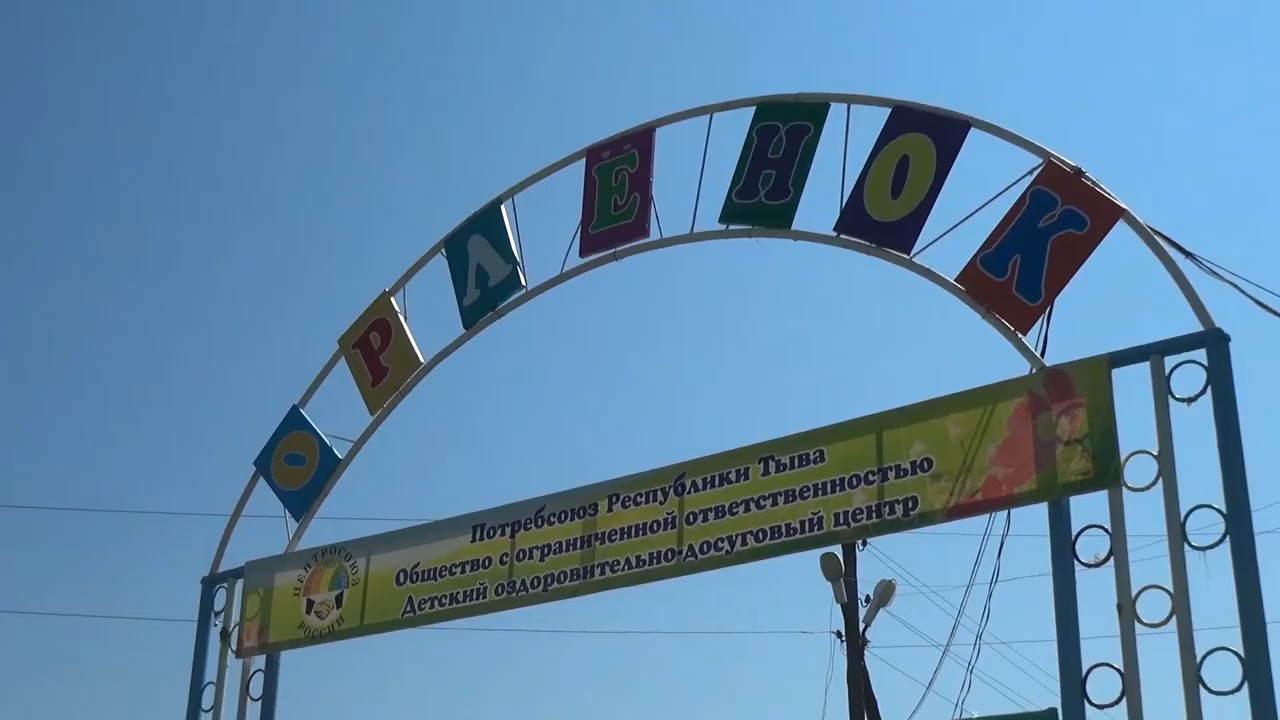 ОРЛЁНОК
Потребсоюз Республики Тыва
Общество с ограниченной ответственностью
Детский оздоровительно-досуговый центр
ЦЕНТРОСОЮЗ
РОССИИ